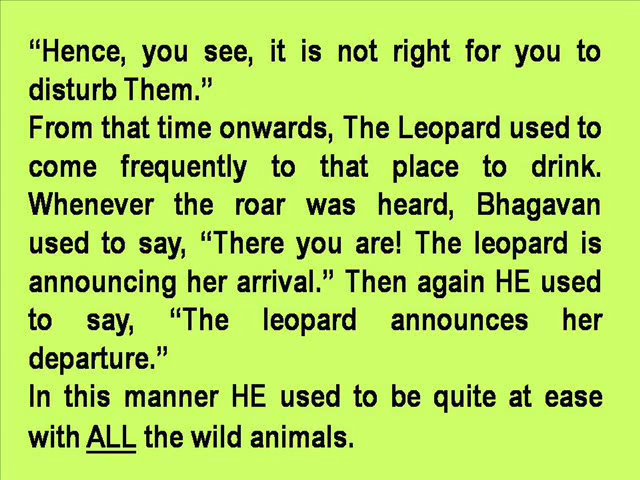 “Hence, you see, it is not right for you to
disturb Them.”
From that time onwards, The Leopard used to
come frequently to that place to drink.
Whenever the roar was heard, Bhagavan
used to say, “There you are! The leopard is
announcing her arrival.” Then again HE used
to say, “The leopard announces her
departure.”
In this manner HE used to be quite at ease
with ALL the wild animals.